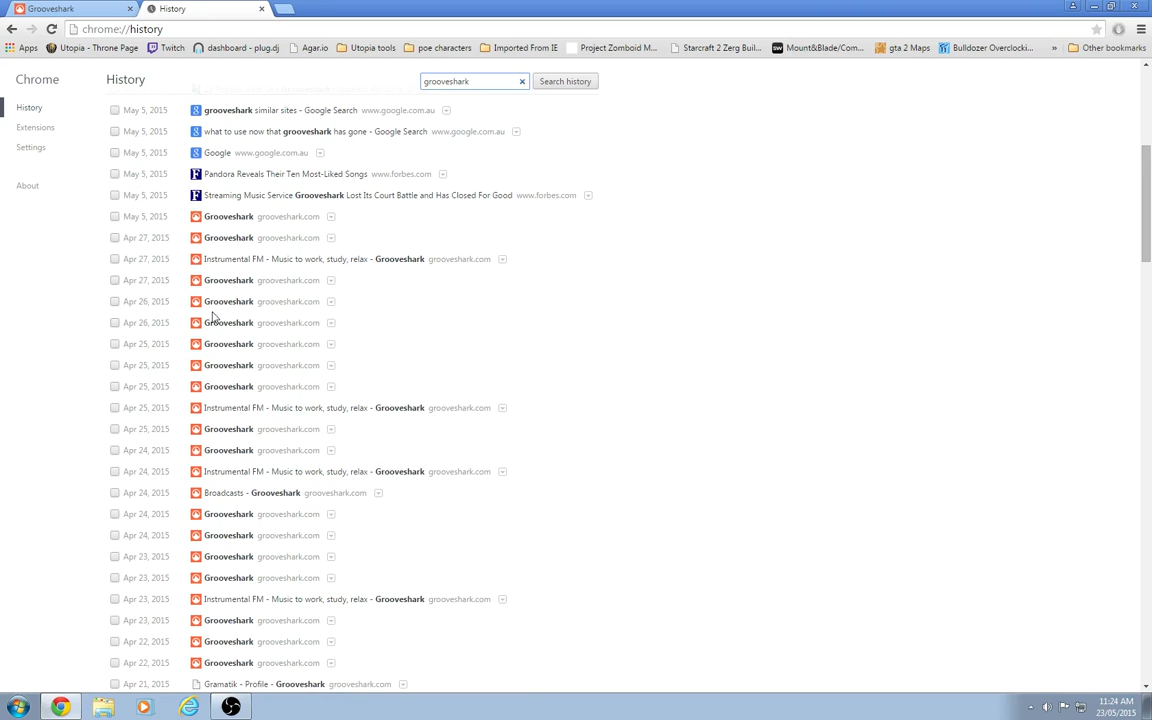 Grooveshark
History
chrome://history
Apps
Utopia - Throne Page
Twitch
dashboard - plug.dj
Agar.io
Utopia tools
poe characters
Imported From IE
Project Zomboid M...
Starcraft 2 Zerg Buil...
Mount&Blade/Com...
gta 2 Maps
Bulldozer Overclocki...
»
Other bookmarks
Chrome
History
grooveshark
Search history
History
Extensions
Settings
About
May 5, 2015 grooveshark similar sites - Google Search www.google.com.au
May 5, 2015 what to use now that grooveshark has gone - Google Search www.google.com.au
May 5, 2015 Google www.google.com.au
May 5, 2015 Pandora Reveals Their Ten Most-Liked Songs www.forbes.com
May 5, 2015 Streaming Music Service Grooveshark Lost Its Court Battle and Has Closed For Good www.forbes.com
May 5, 2015 Grooveshark grooveshark.com
Apr 27, 2015 Grooveshark grooveshark.com
Apr 27, 2015 Instrumental FM - Music to work, study, relax - Grooveshark grooveshark.com
Apr 27, 2015 Grooveshark grooveshark.com
Apr 26, 2015 Grooveshark grooveshark.com
Apr 26, 2015 Grooveshark grooveshark.com
Apr 25, 2015 Grooveshark grooveshark.com
Apr 25, 2015 Grooveshark grooveshark.com
Apr 25, 2015 Grooveshark grooveshark.com
Apr 25, 2015 Instrumental FM - Music to work, study, relax - Grooveshark grooveshark.com
Apr 25, 2015 Grooveshark grooveshark.com
Apr 24, 2015 Grooveshark grooveshark.com
Apr 24, 2015 Instrumental FM - Music to work, study, relax - Grooveshark grooveshark.com
Apr 24, 2015 Broadcasts - Grooveshark grooveshark.com
Apr 24, 2015 Grooveshark grooveshark.com
Apr 24, 2015 Grooveshark grooveshark.com
Apr 23, 2015 Grooveshark grooveshark.com
Apr 23, 2015 Grooveshark grooveshark.com
Apr 23, 2015 Instrumental FM - Music to work, study, relax - Grooveshark grooveshark.com
Apr 23, 2015 Grooveshark grooveshark.com
Apr 22, 2015 Grooveshark grooveshark.com
Apr 22, 2015 Grooveshark grooveshark.com
Apr 21, 2015 Gramatik - Profile - Grooveshark grooveshark.com
11:24 AM
23/05/2015